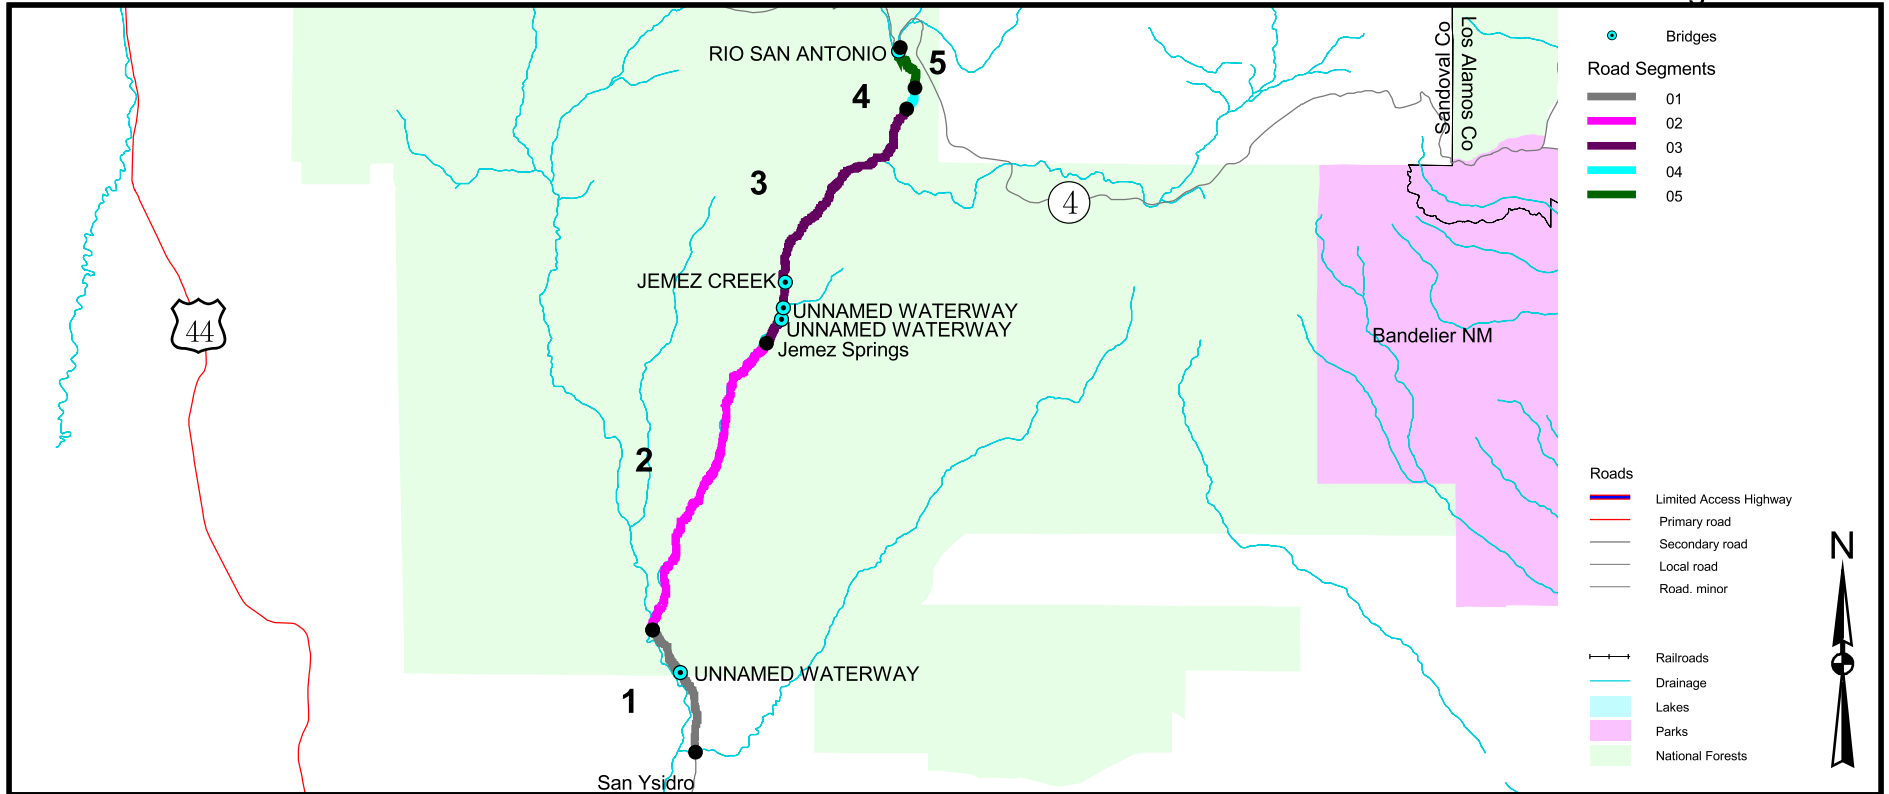 RIO SAN ANTONIO
5
4
3
4
JEMEZ CREEK
UNNAMED WATERWAY
UNNAMED WATERWAY
Jemez Springs
44
2
UNNAMED WATERWAY
1
San Ysidro
Sandoval Co
Los Alamos Co
Bandelier NM
Bridges
Road Segments
01
02
03
04
05
Roads
Limited Access Highway
Primary road
Secondary road
Local road
Road. minor
Railroads
Drainage
Lakes
Parks
National Forests
N